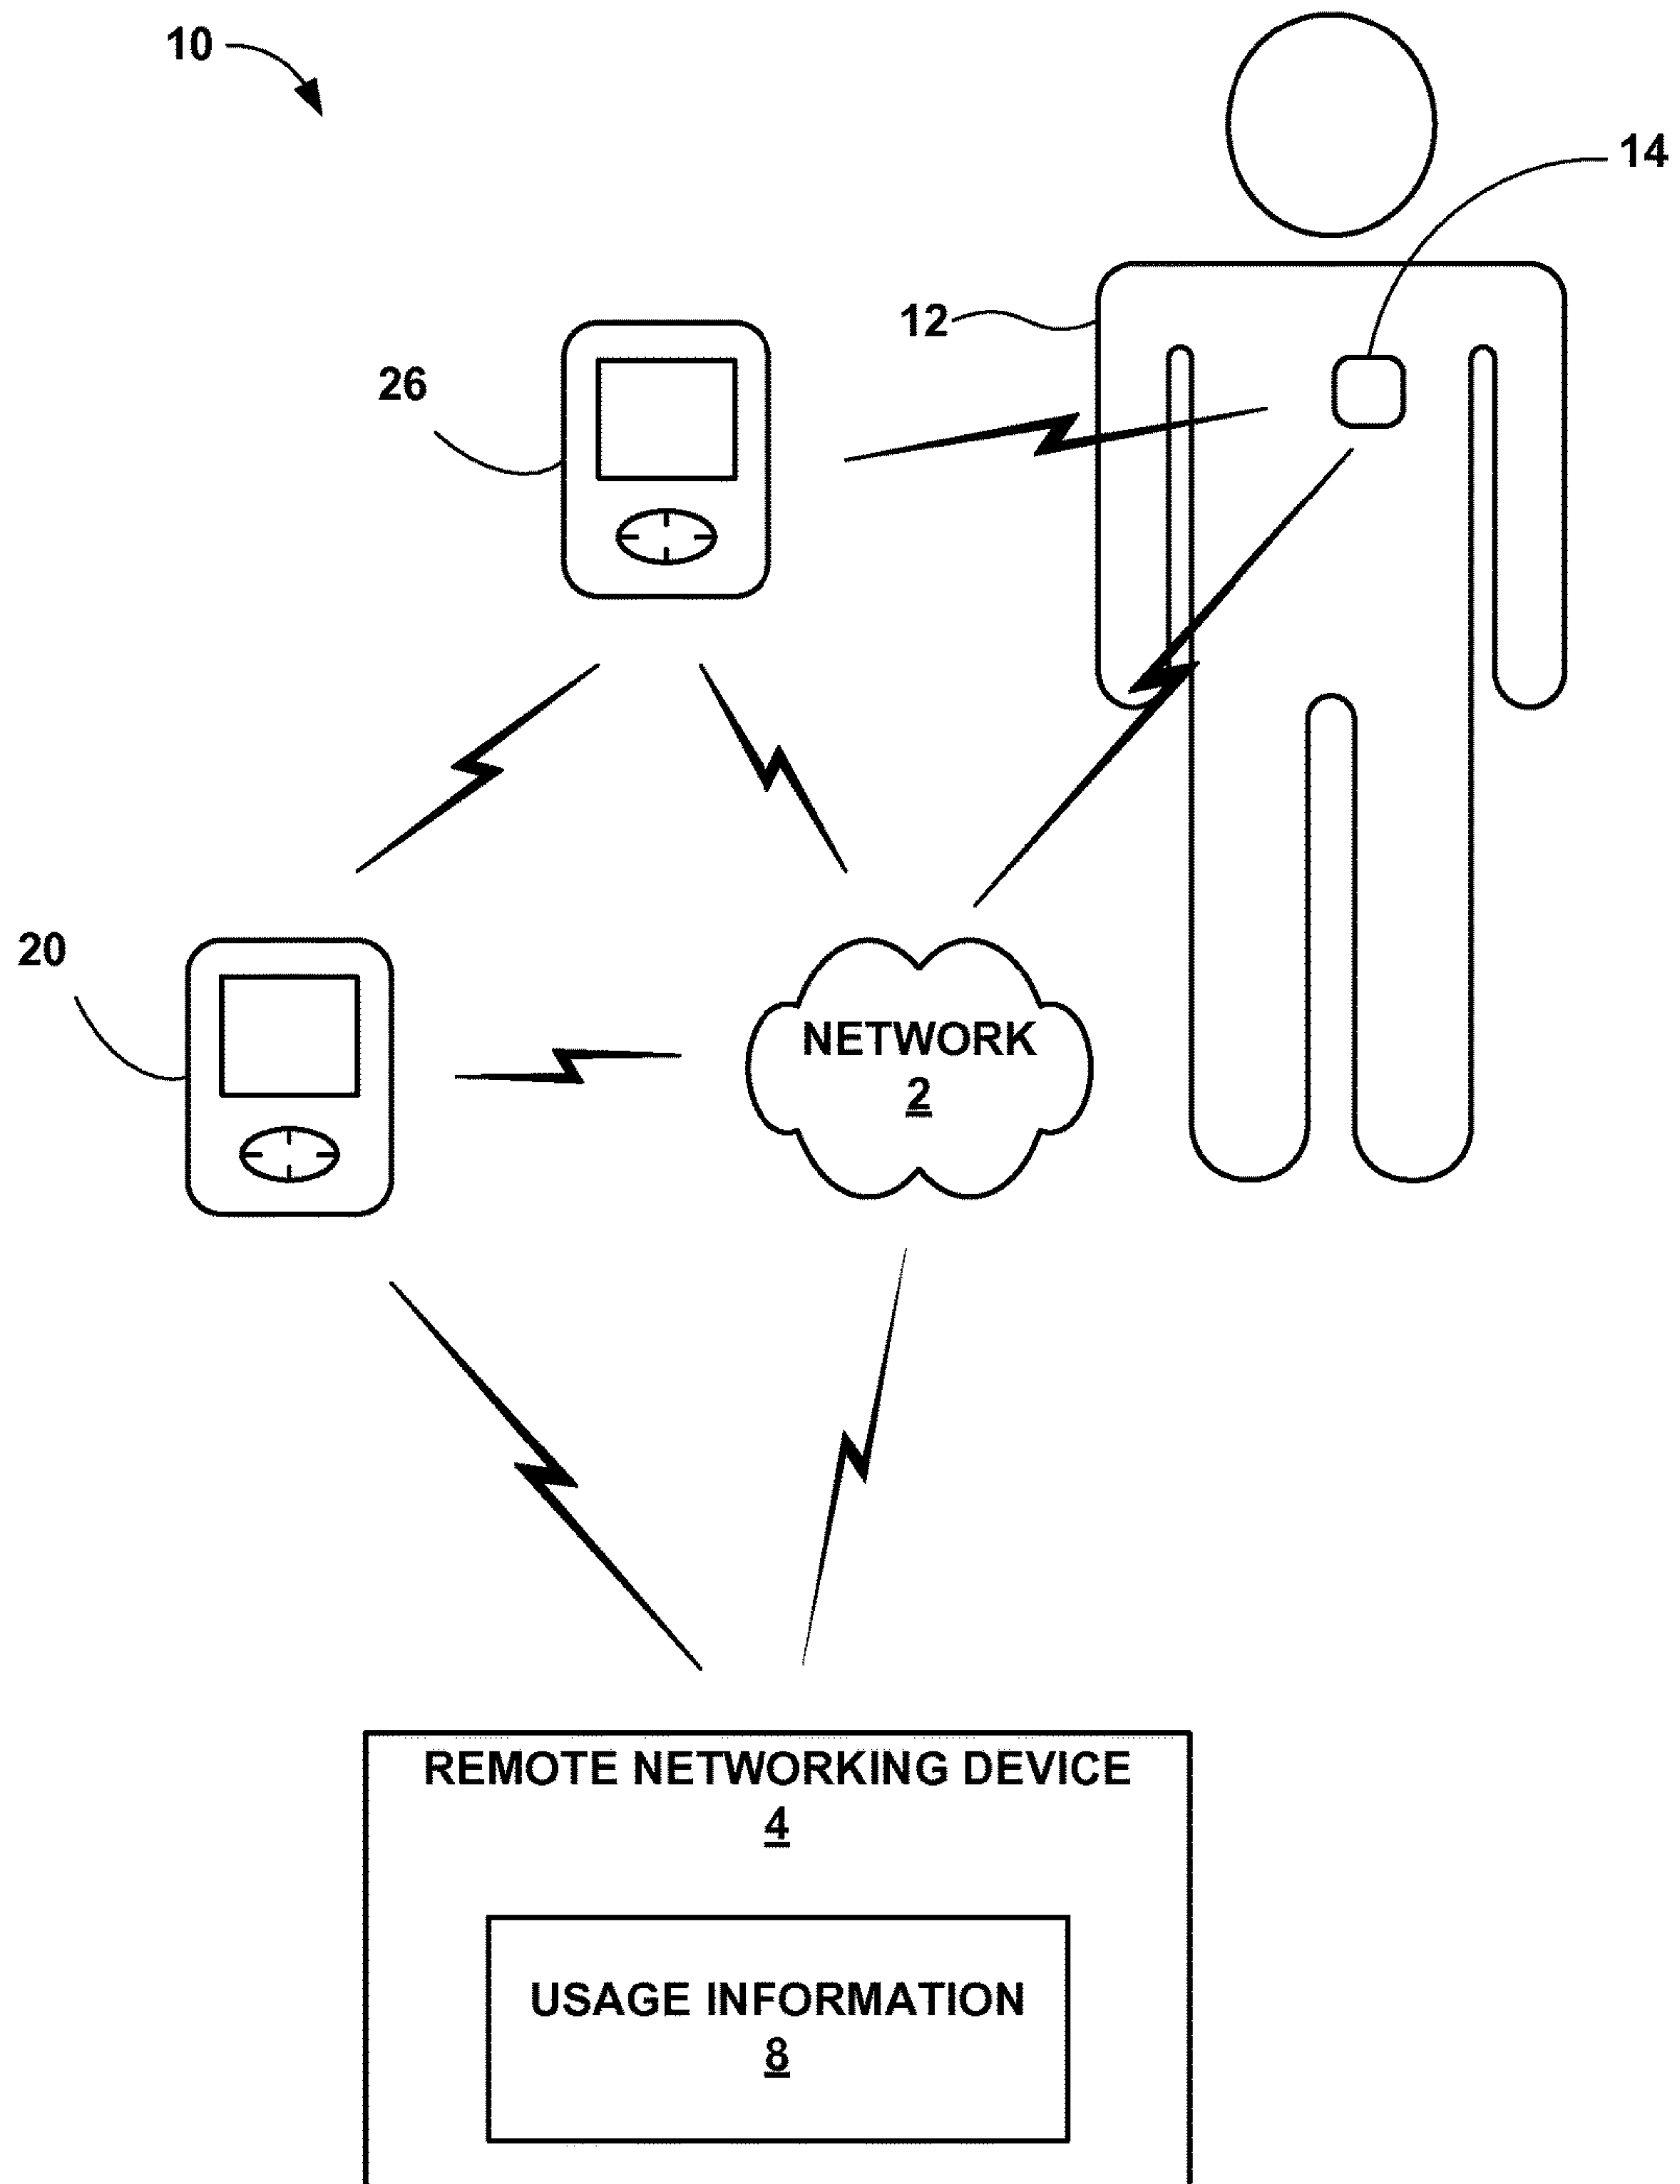 10
14
12
26
20
NETWORK
2
REMOTE NETWORKING DEVICE
4
USAGE INFORMATION
8